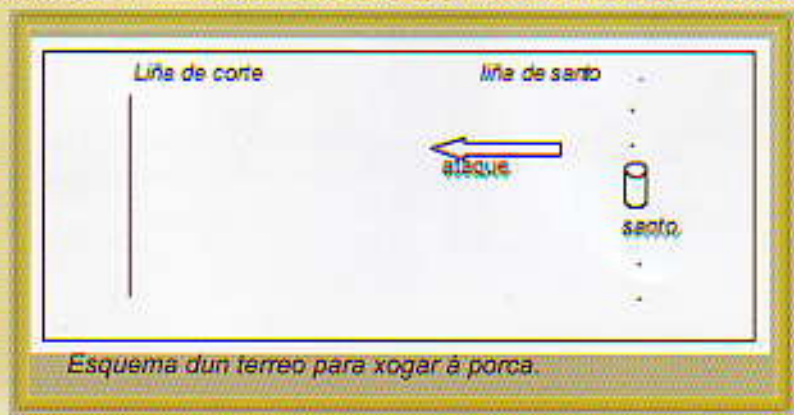 Liña de corte
liña de santo
ataque
santo.
Esquema dun terreo para xogar á porca.